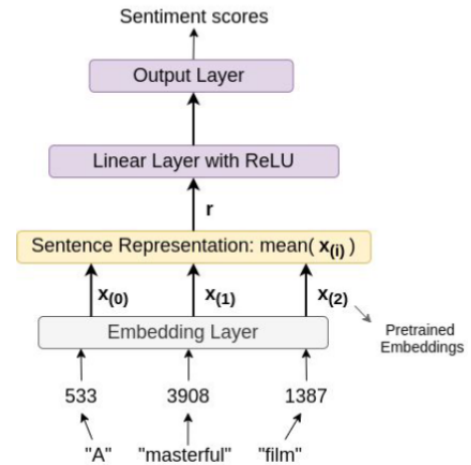 Sentiment scores
Output Layer
Linear Layer with ReLU
r
Sentence Representation: mean( x(i) )
x(0) x(1) x(2)
Embedding Layer
Pretrained
Embeddings
533 3908 1387
"A" "masterful" "film"